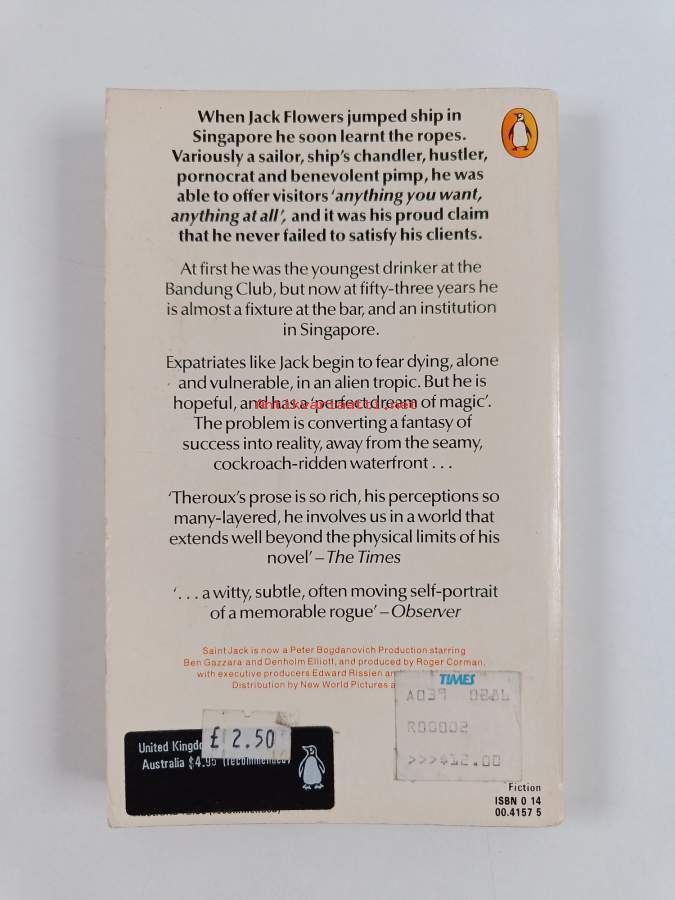 When Jack Flowers jumped ship in
Singapore he soon learnt the ropes.
Variously a sailor, ship's chandler, hustler,
pornocrat and benevolent pimp, he was
able to offer visitors 'anything you want,
anything at all', and it was his proud claim
that he never failed to satisfy his clients.
At first he was the youngest drinker at the
Bandung Club, but now at fifty-three years he
is almost a fixture at the bar, and an institution
in Singapore.
Expatriates like Jack begin to fear dying, alone
and vulnerable, in an alien tropic. But he is
hopeful, and has a 'perfect dream of magic'.
Antikvariaatti.net
The problem is converting a fantasy of
success into reality, away from the seamy,
cockroach-ridden waterfront . . .
'Theroux's prose is so rich, his perceptions so
many-layered, he involves us in a world that
extends well beyond the physical limits of his
novel' – The Times
'. . . a witty, subtle, often moving self-portrait
of a memorable rogue' – Observer
Saint Jack is now a Peter Bogdanovich Production starring
Ben Gazzara and Denholm Elliott, and produced by Roger Corman,
with executive producers Edward Rissien
Distribution by New World Pictures
TIMES
A039
R00002
>>>$12.00
United
£2.50
Australia $4.95 (recommended)
Fiction
ISBN 0 14
00.4157 5